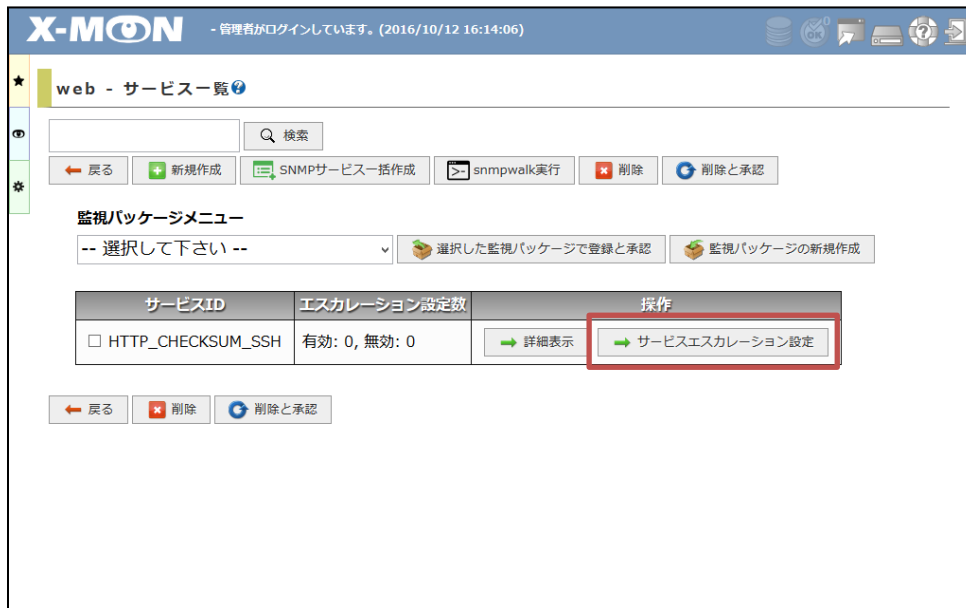 X-MON - 管理者がログインしています。(2016/10/12 16:14:06)
OK 0
web - サービス一覧
検索
戻る 新規作成 SNMPサービス一括作成 snmpwalk実行 削除 削除と承認
監視パッケージメニュー
-- 選択して下さい -- 選択した監視パッケージで登録と承認 監視パッケージの新規作成
サービスID エスカレーション設定数 操作
HTTP_CHECKSUM_SSH 有効: 0, 無効: 0 詳細表示 サービスエスカレーション設定
戻る 削除 削除と承認